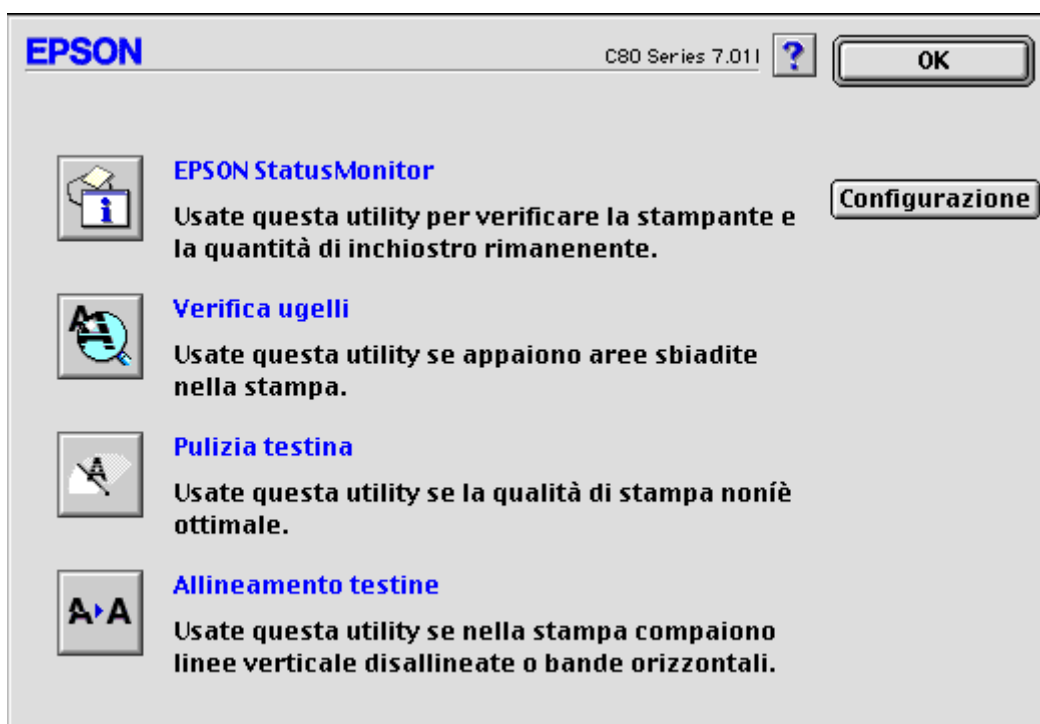 EPSON
C80 Series 7.01I
?
OK
EPSON StatusMonitor
Usate questa utility per verificare la stampante e
la quantità di inchiostro rimanenente.
Configurazione
Verifica ugelli
Usate questa utility se appaiono aree sbiadite
nella stampa.
Pulizia testina
Usate questa utility se la qualità di stampa noníè
ottimale.
Allineamento testine
A A
Usate questa utility se nella stampa compaiono
linee verticale disallineate o bande orizzontali.